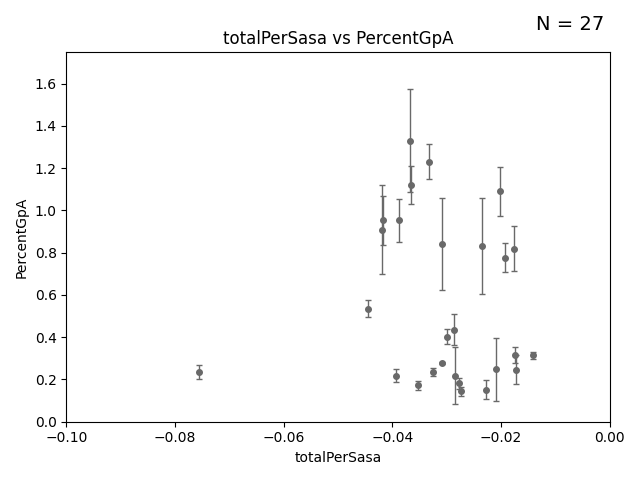 N = 27
totalPerSasa vs PercentGpA
PercentGpA
1.6
1.4
1.2
1.0
0.8
0.6
0.4
0.2
0.0
−0.10 −0.08 −0.06 −0.04 −0.02 0.00
totalPerSasa